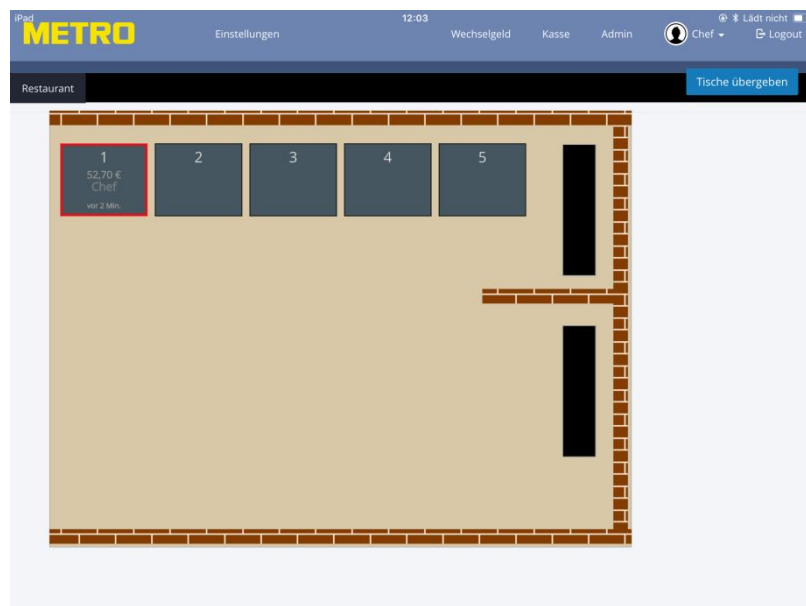 iPad
12:03
Lädt nicht
METRO
Einstellungen
Wechselgeld
Kasse
Admin
Chef
Logout
Restaurant
Tische übergeben
1
52,70 €
Chef
vor 2 Min.
2
3
4
5